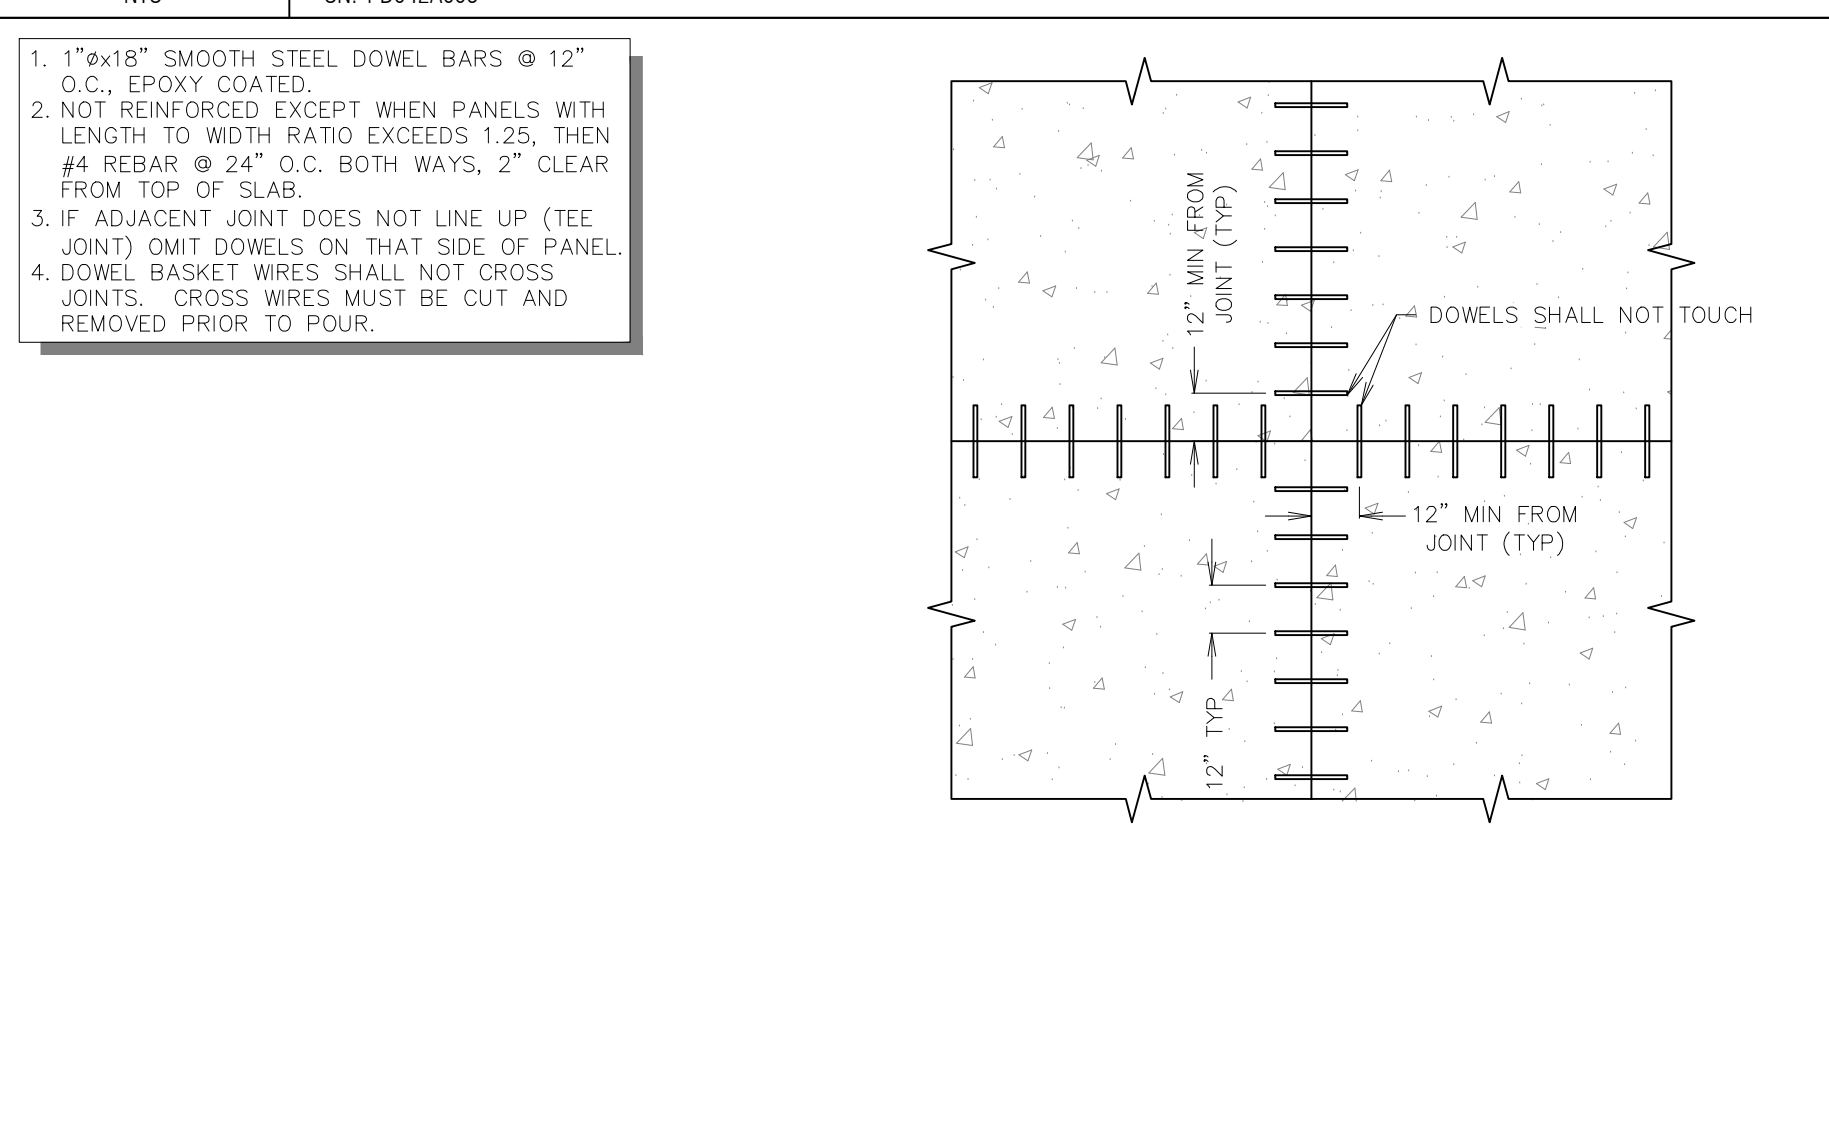 1. 1"øx18" SMOOTH STEEL DOWEL BARS @ 12"
O.C., EPOXY COATED.
2. NOT REINFORCED EXCEPT WHEN PANELS WITH
LENGTH TO WIDTH RATIO EXCEEDS 1.25, THEN
#4 REBAR @ 24" O.C. BOTH WAYS, 2" CLEAR
FROM TOP OF SLAB.
3. IF ADJACENT JOINT DOES NOT LINE UP (TEE
JOINT) OMIT DOWELS ON THAT SIDE OF PANEL.
4. DOWEL BASKET WIRES SHALL NOT CROSS
JOINTS. CROSS WIRES MUST BE CUT AND
REMOVED PRIOR TO POUR.
12" MIN FROM
JOINT (TYP)
DOWELS SHALL NOT TOUCH
12" MIN FROM
JOINT (TYP)
12" TYP